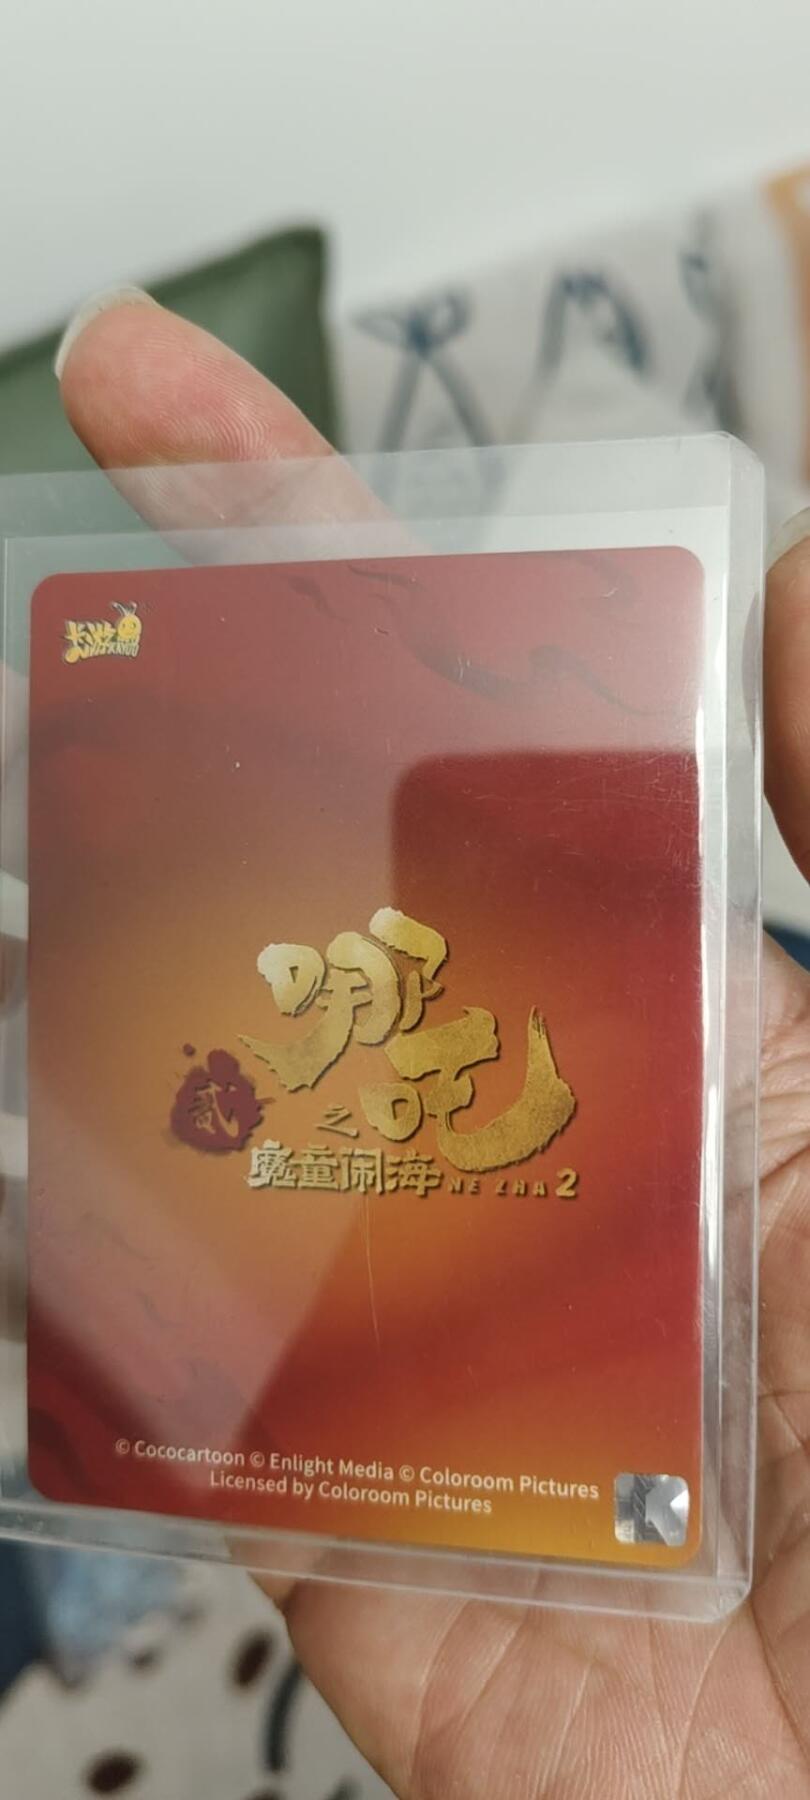 卡游
KAYOU
哪吒
贰
之
魔童闹海 NE ZHA 2
© Cococartoon © Enlight Media © Coloroom Pictures
Licensed by Coloroom Pictures